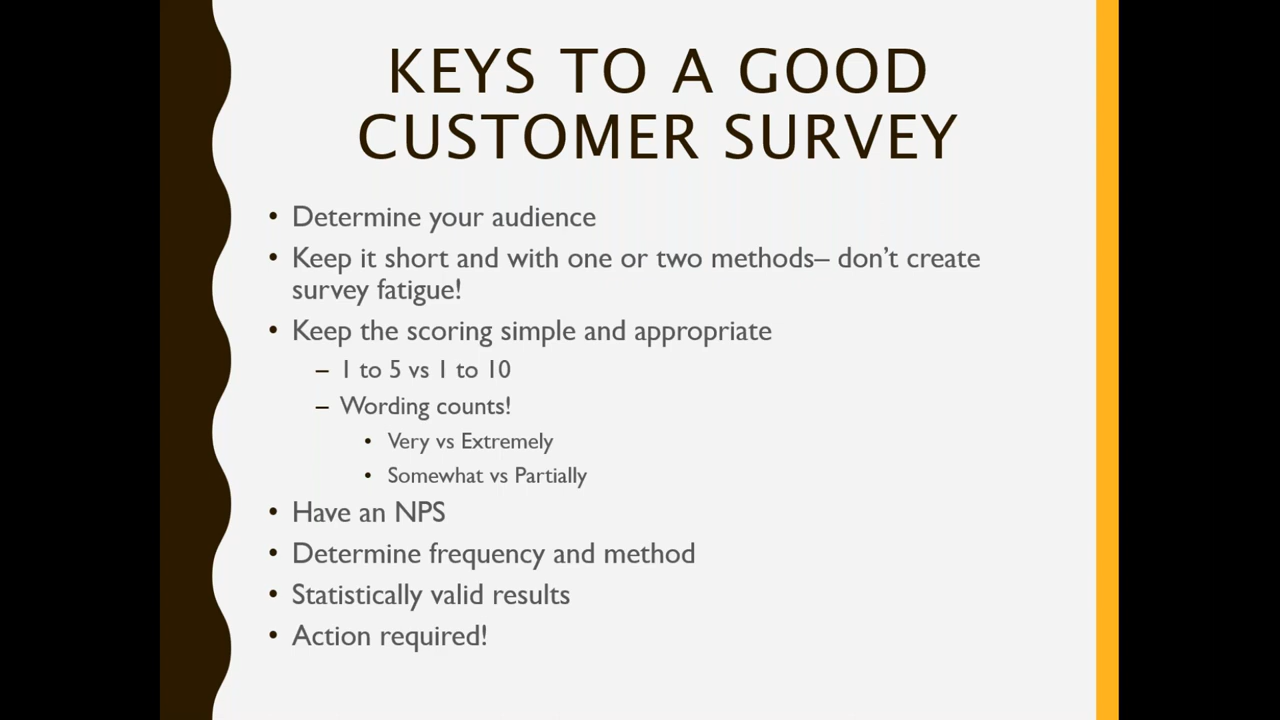 KEYS TO A GOOD
CUSTOMER SURVEY
• Determine your audience
• Keep it short and with one or two methods– don’t create
survey fatigue!
• Keep the scoring simple and appropriate
– 1 to 5 vs 1 to 10
– Wording counts!
• Very vs Extremely
• Somewhat vs Partially
• Have an NPS
• Determine frequency and method
• Statistically valid results
• Action required!